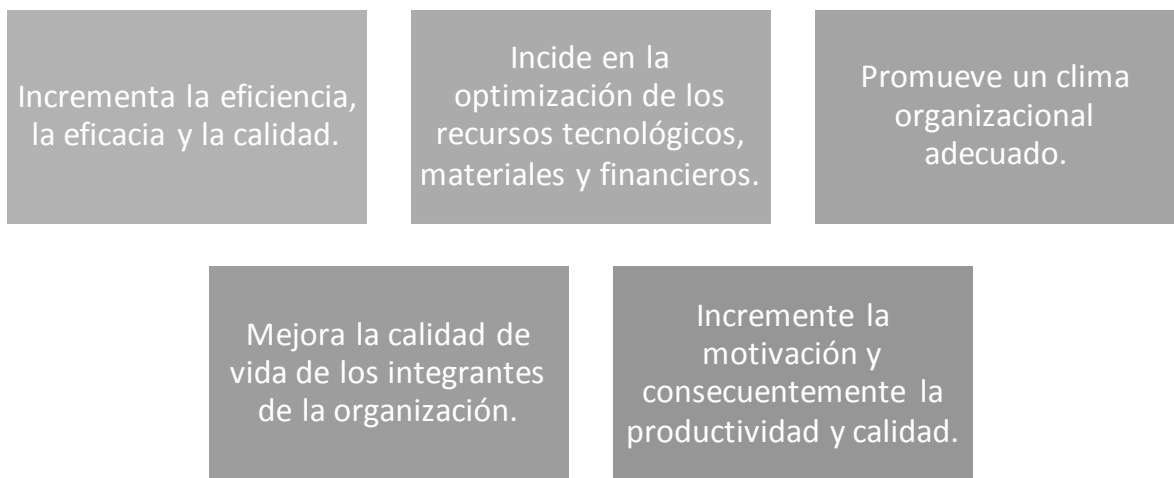 Incrementa la eficiencia,
la eficacia y la calidad.
Incide en la
optimización de los
recursos tecnológicos,
materiales y financieros.
Promueve un clima
organizacional
adecuado.
Mejora la calidad de
vida de los integrantes
de la organización.
Incremente la
motivación y
consecuentemente la
productividad y calidad.